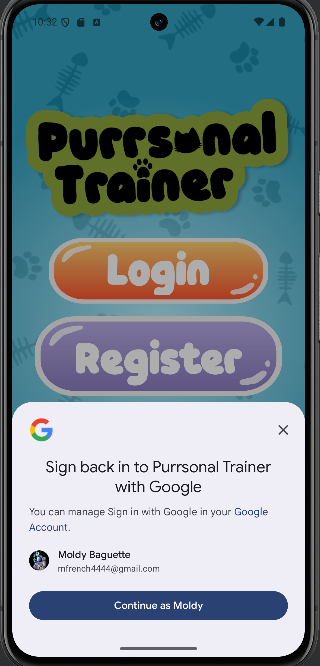 10:32
Purrsonal
Trainer
Login
Register
Sign back in to Purrsonal Trainer
with Google
You can manage Sign in with Google in your Google
Account.
Moldy Baguette
mfrench4444@gmail.com
Continue as Moldy